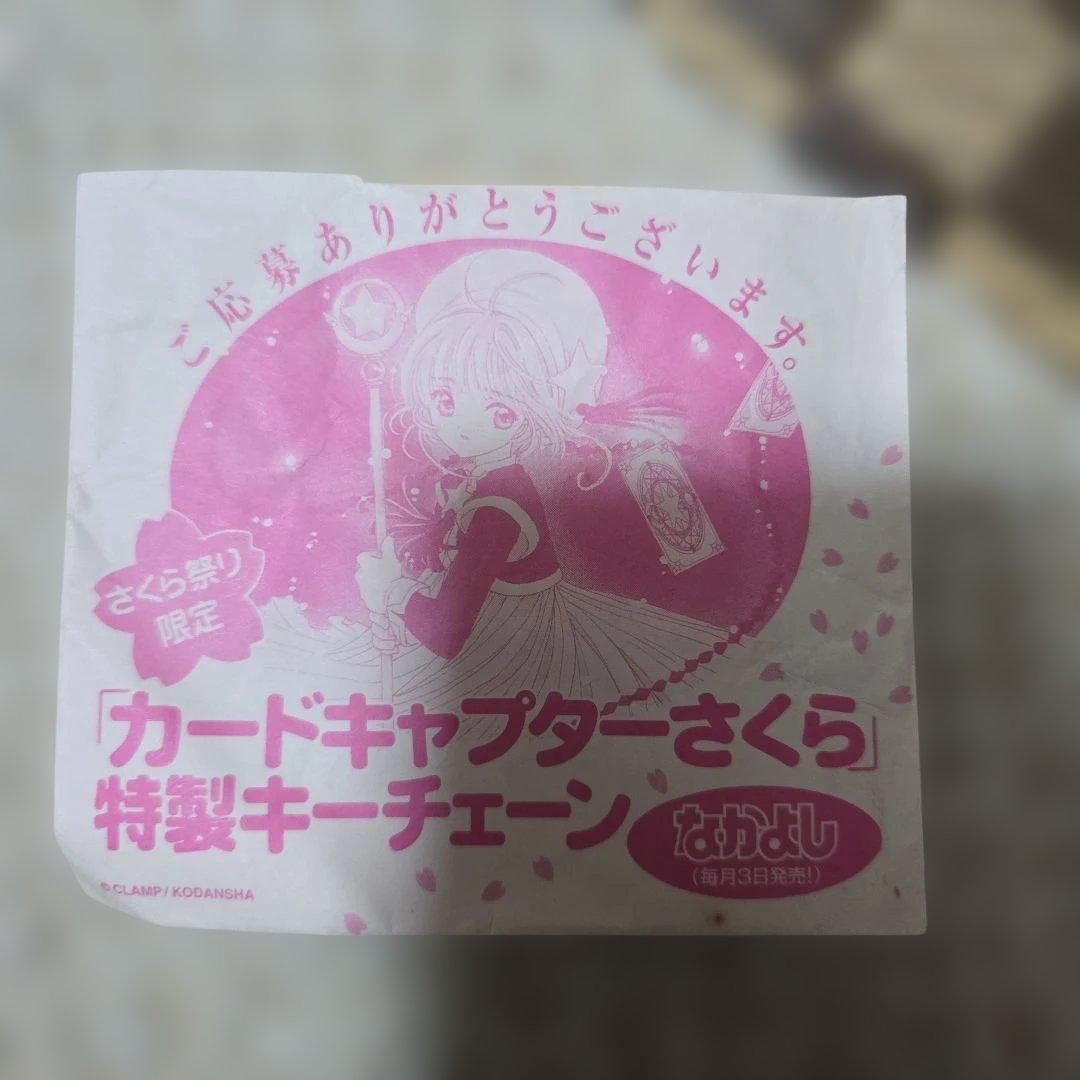 ご応募ありがとうございます。
さくら祭り
限定
「カードキャプターさくら」
特製キーチェーン
なかよし
(毎月3日発売!)
©CLAMP/KODANSHA